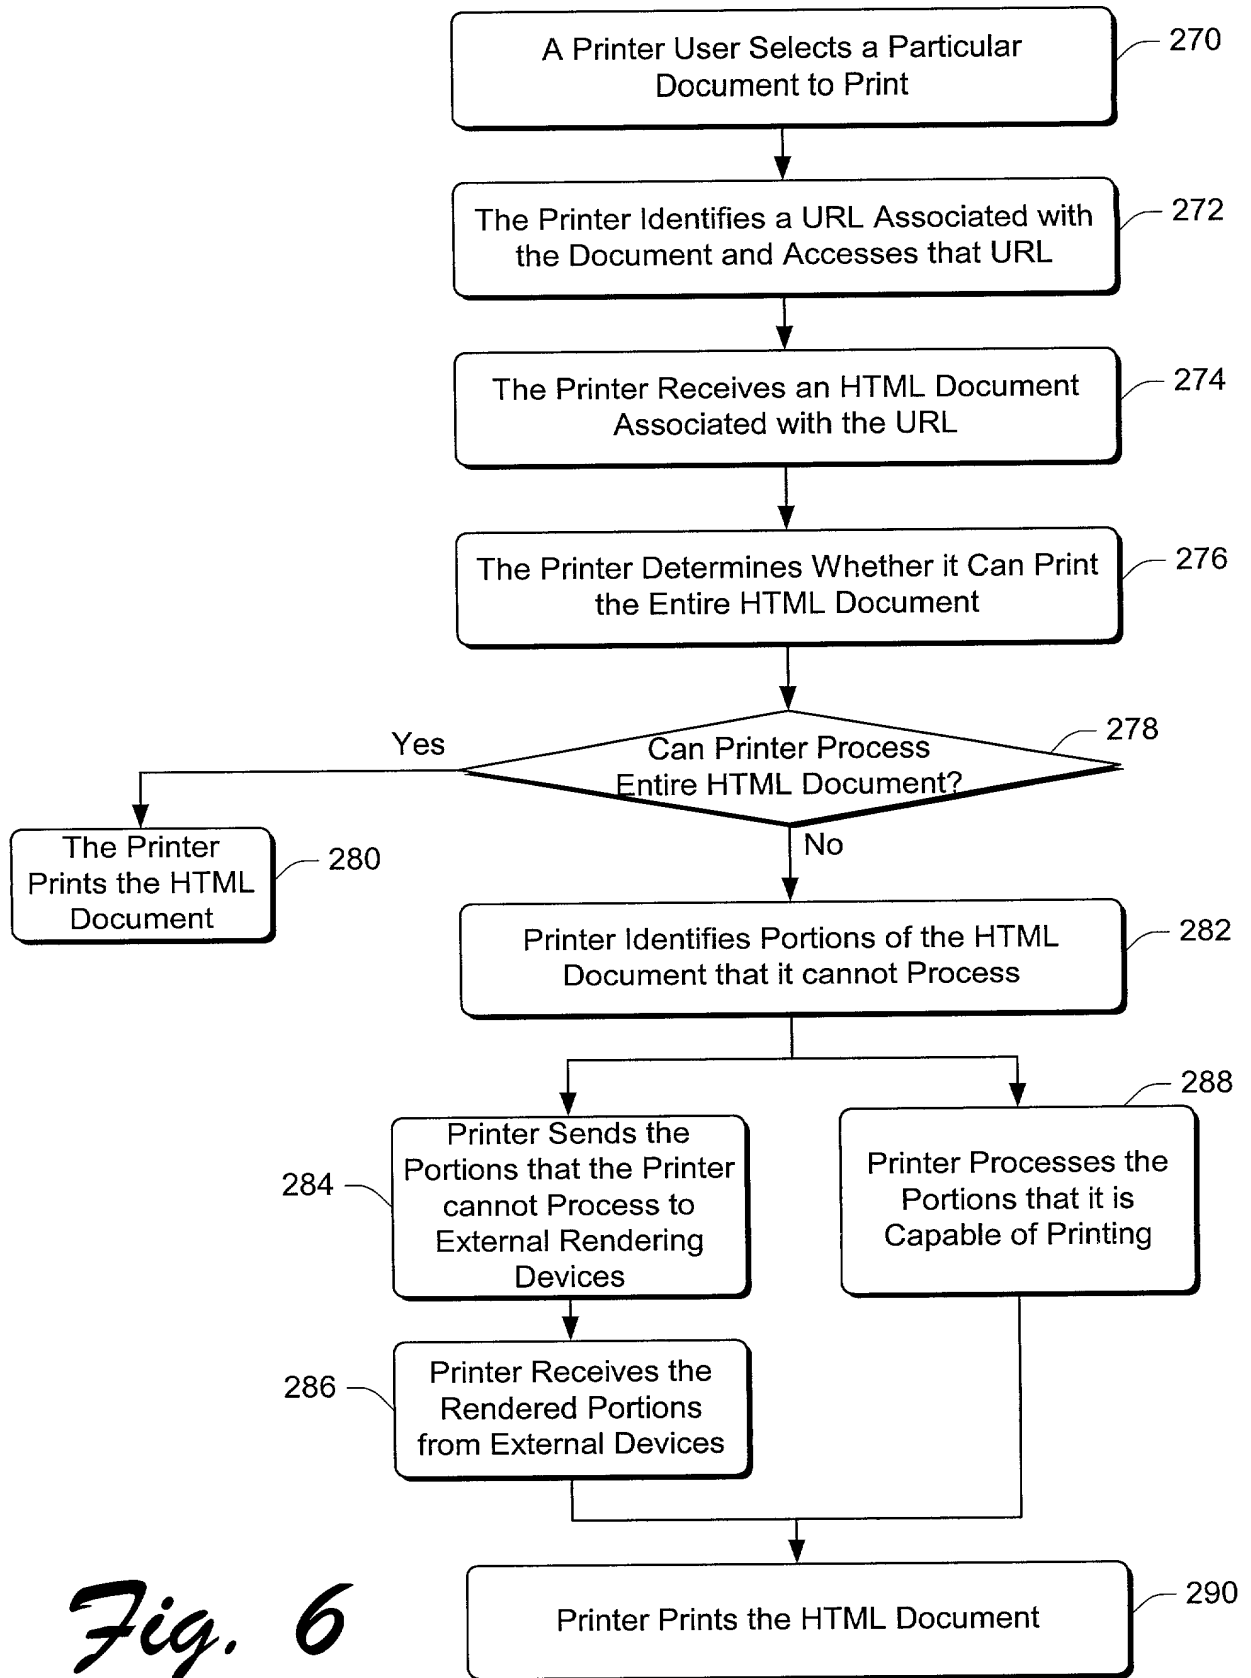 A Printer User Selects a Particular
Document to Print
270
The Printer Identifies a URL Associated with
the Document and Accesses that URL
272
The Printer Receives an HTML Document
Associated with the URL
274
The Printer Determines Whether it Can Print
the Entire HTML Document
276
Can Printer Process
Entire HTML Document?
278
Yes
No
The Printer
Prints the HTML
Document
280
Printer Identifies Portions of the HTML
Document that it cannot Process
282
Printer Sends the
Portions that the Printer
cannot Process to
External Rendering
Devices
284
Printer Processes the
Portions that it is
Capable of Printing
288
Printer Receives the
Rendered Portions
from External Devices
286
Printer Prints the HTML Document
290
Fig. 6